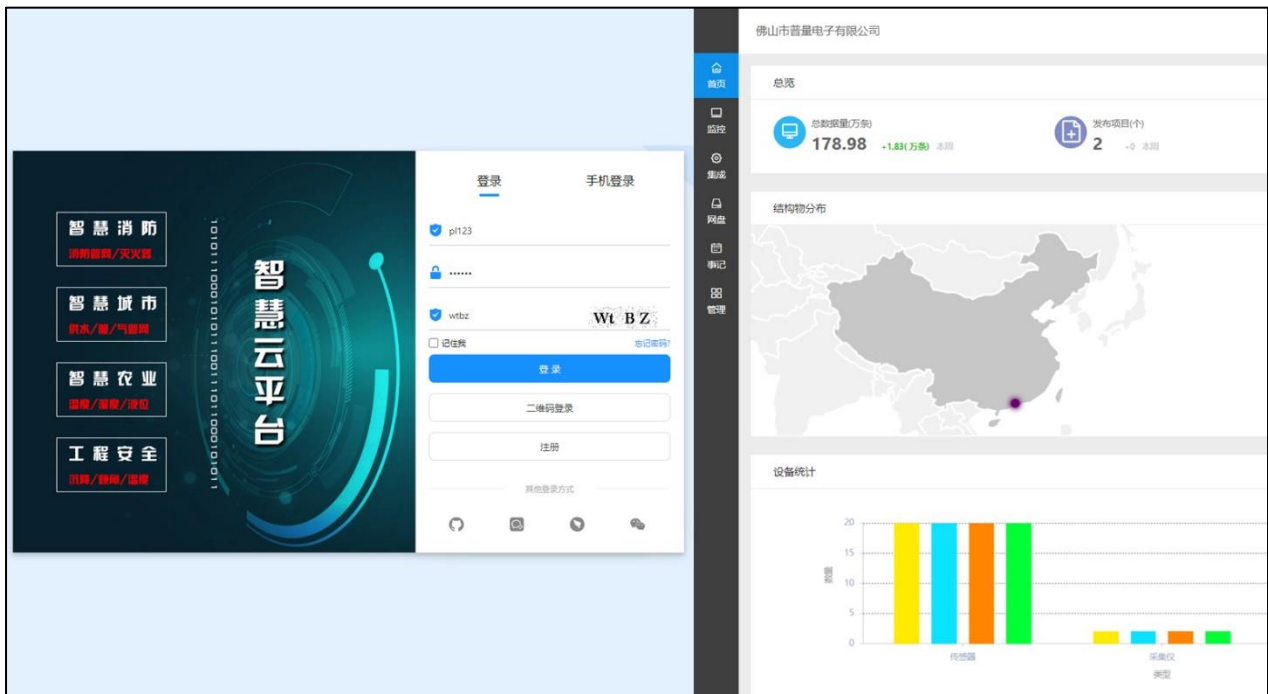 智慧消防
消防管网/灭火器
智慧城市
供水/暖/气管网
智慧农业
温度/湿度/液位
工程安全
1010111000101011100101110110001010111
智慧云平台
登录
手机登录
pl123
••••••
wtbz
Wt BZ
记住我
忘记密码?
登录
二维码登录
注册
其他登录方式
首页
监控
集成
网盘
事记
管理
佛山市普量电子有限公司
总览
总数据量(万条)
178.98 +1.83(万条) 本周
发布项目(个)
2 +0 本周
结构物分布
设备统计
数量
20
15
10
5
0
传感器
采集仪
类型